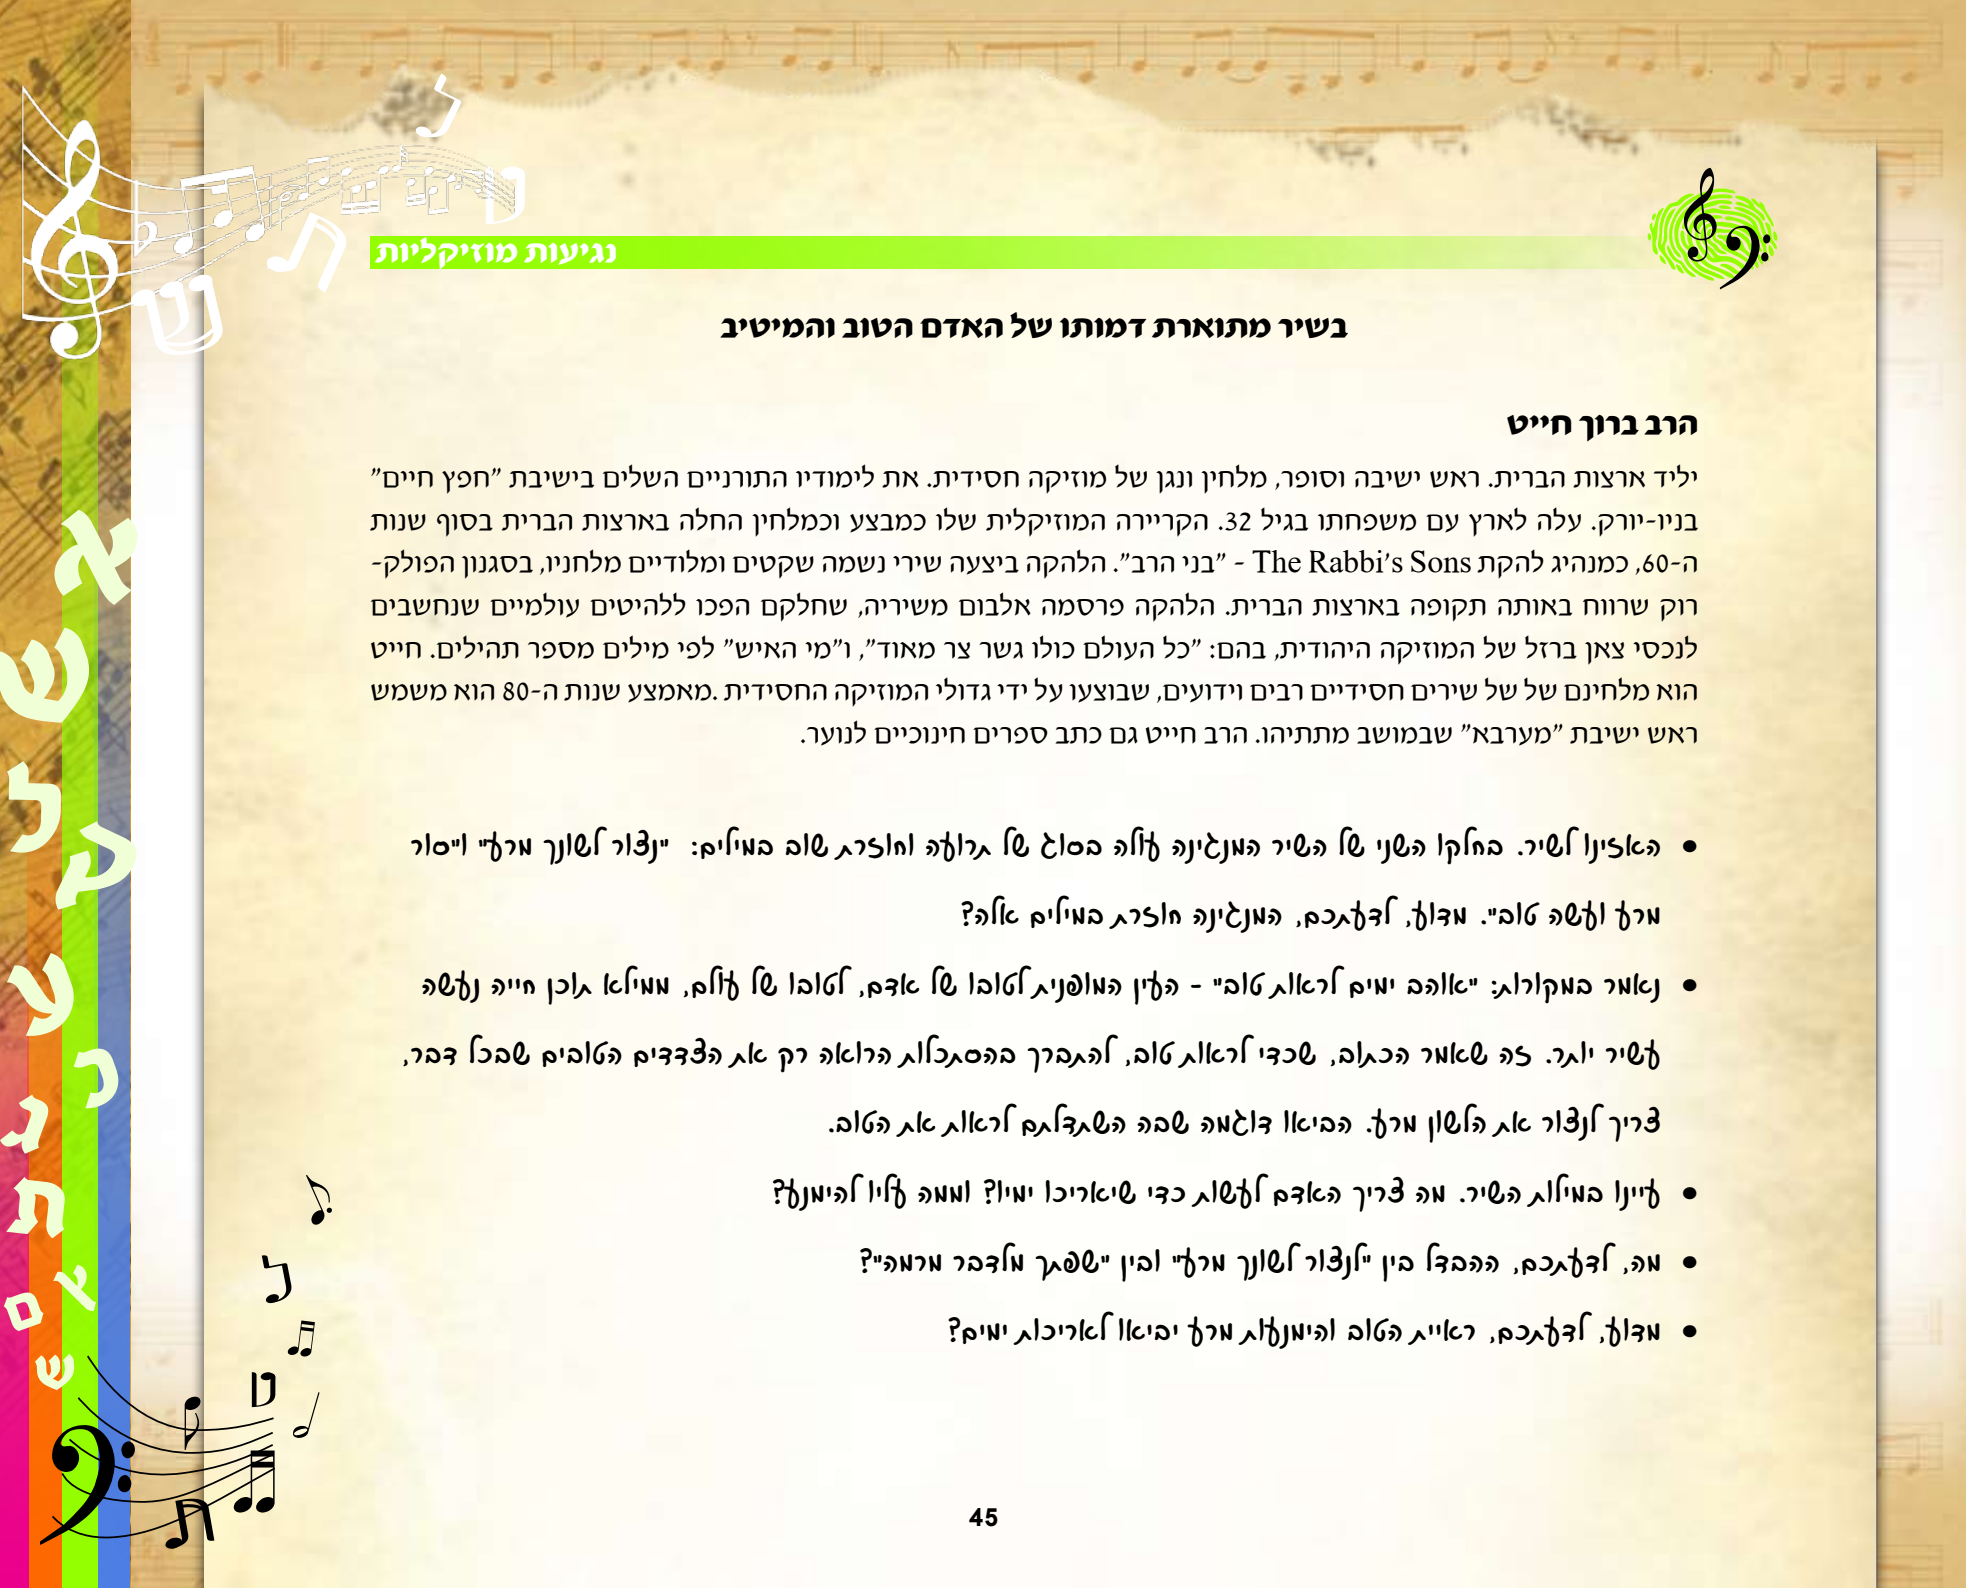 נגיעות מוזיקליות
בשיר מתוארת דמותו של האדם הטוב והמיטיב
הרב ברוך חייט
יליד ארצות הברית. ראש ישיבה וסופר, מלחין ונגן של מוזיקה חסידית. את לימודיו התורניים השלים בישיבת "חפץ חיים"
בניו-יורק. עלה לארץ עם משפחתו בגיל 32. הקריירה המוזיקלית שלו כמבצע וכמלחין החלה בארצות הברית בסוף שנות
ה-60, כמנהיג להקת The Rabbi's Sons - "בני הרב". הלהקה ביצעה שירי נשמה שקטים ומלודיים מלחניו, בסגנון הפולק-
רוק שרווח באותה תקופה בארצות הברית. הלהקה פרסמה אלבום משיריה, שחלקם הפכו ללהיטים עולמיים שנחשבים
לנכסי צאן ברזל של המוזיקה היהודית, בהם: "כל העולם כולו גשר צר מאוד", ו"מי האיש" לפי מילים מספר תהילים. חייט
הוא מלחינם של של שירים חסידיים רבים וידועים, שבוצעו על ידי גדולי המוזיקה החסידית .מאמצע שנות ה-80 הוא משמש
ראש ישיבת "מערבא" שבמושב מתתיהו. הרב חייט גם כתב ספרים חינוכיים לנוער.
• האזינו לשיר. בחלקו השני של השיר המנגינה עולה בסוג של תרועה וחוזרת שוב במילים: "נצור לשונך מרע" ו"סור
מרע ועשה טוב". מדוע, לדעתכם, המנגינה חוזרת במילים אלה?
• נאמר במקורות: "אוהב ימים לראות טוב" - העין המופנית לטובו של אדם, לטובו של עולם, ממילא תוכן חייה נעשה
עשיר יותר. זה שאמר הכתוב, שכדי לראות טוב, להתברך בהסתכלות הרואה רק את הצדדים הטובים שבכל דבר,
צריך לנצור את הלשון מרע. הביאו דוגמה שבה השתדלתם לראות את הטוב.
• עיינו במילות השיר. מה צריך האדם לעשות כדי שיאריכו ימיו? וממה עליו להימנע?
• מה, לדעתכם, ההבדל בין "לנצור לשונך מרע" ובין "שפתך מלדבר מרמה"?
• מדוע, לדעתכם, ראיית הטוב והימנעות מרע יביאו לאריכות ימים?
45